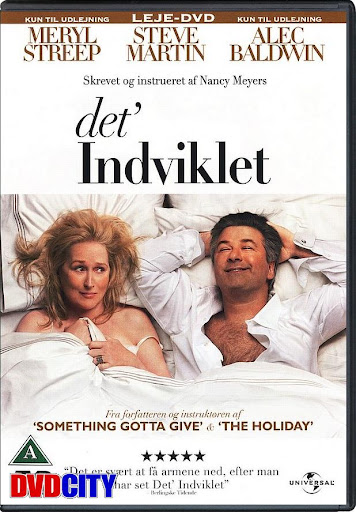 KUN TIL UDLEJNING LEJE-DVD KUN TIL UDLEJNING
MERYL STEVE ALEC
STREEP MARTIN BALDWIN
Skrevet og instrueret af Nancy Meyers
det'
Indviklet
Fra forfatteren og instruktøren af
'SOMETHING GOTTA GIVE' & 'THE HOLIDAY'
★★★★★
A
"Det er svært at få armene ned, efter man
har set Det' Indviklet"
Berlingske Tidende
DVDCITY
UNIVERSAL